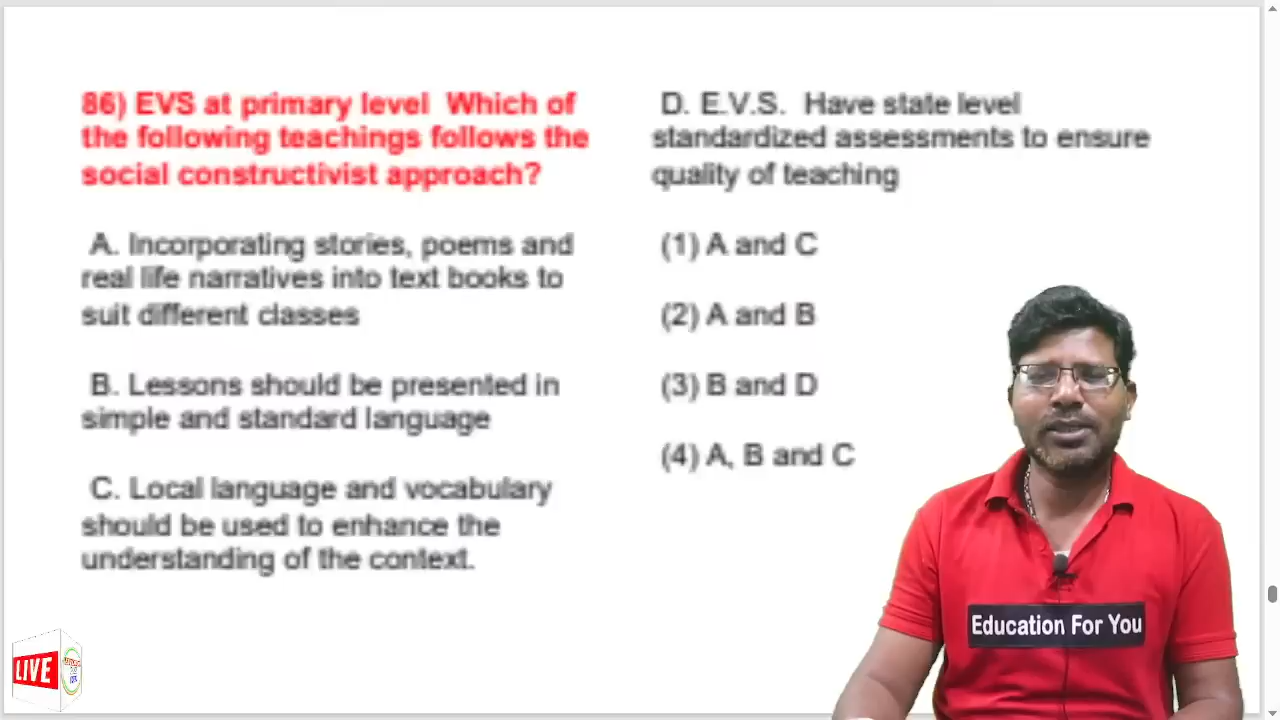 86) EVS at primary level Which of
the following teachings follows the
social constructivist approach?
A. Incorporating stories, poems and
real life narratives into text books to
suit different classes
B. Lessons should be presented in
simple and standard language
C. Local language and vocabulary
should be used to enhance the
understanding of the context.
D. E.V.S. Have state level
standardized assessments to ensure
quality of teaching
(1) A and C
(2) A and B
(3) B and D
(4) A, B and C
Education For You
LIVE